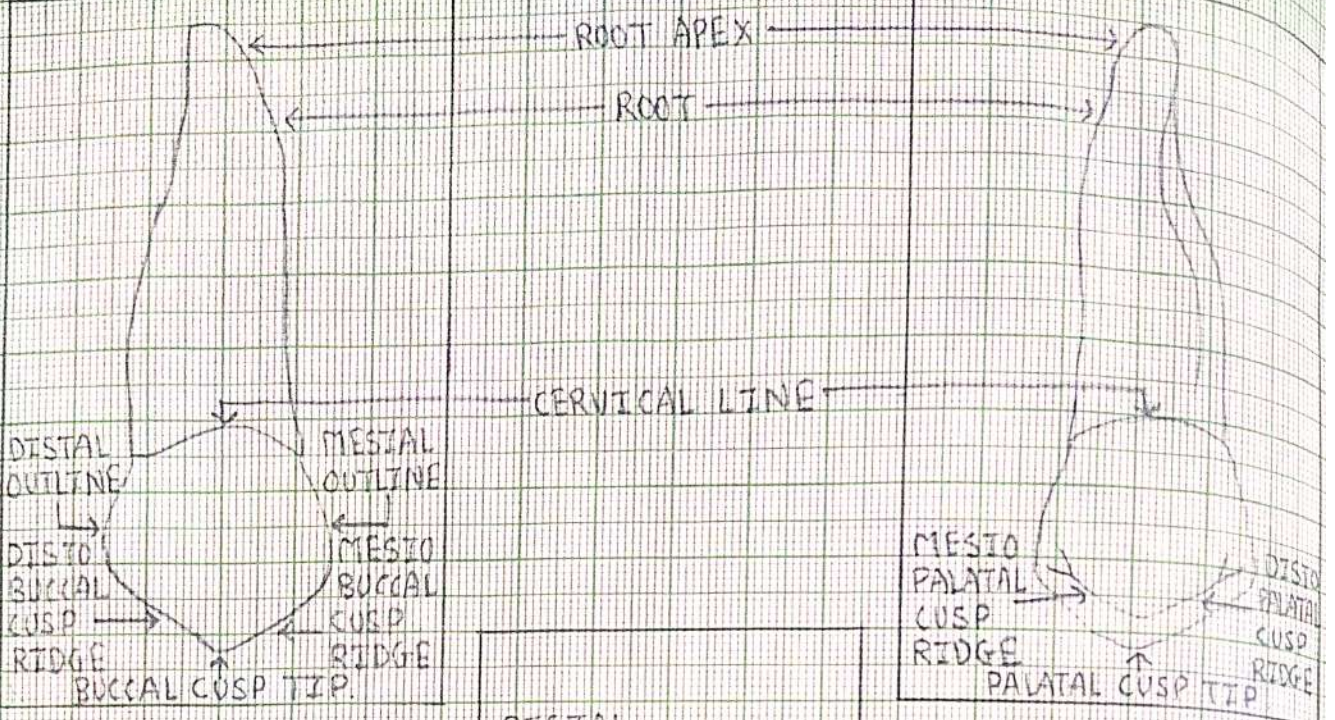 ROOT APEX
ROOT
CERVICAL LINE
DISTAL
OUTLINE
MESIAL
OUTLINE
DISTO
BUCCAL
CUSP
RIDGE
MESIO
BUCCAL
CUSP
RIDGE
BUCCAL CUSP TIP
MESIO
PALATAL
CUSP
RIDGE
DISTO
PALATAL
CUSP
RIDGE
PALATAL CUSP TIP